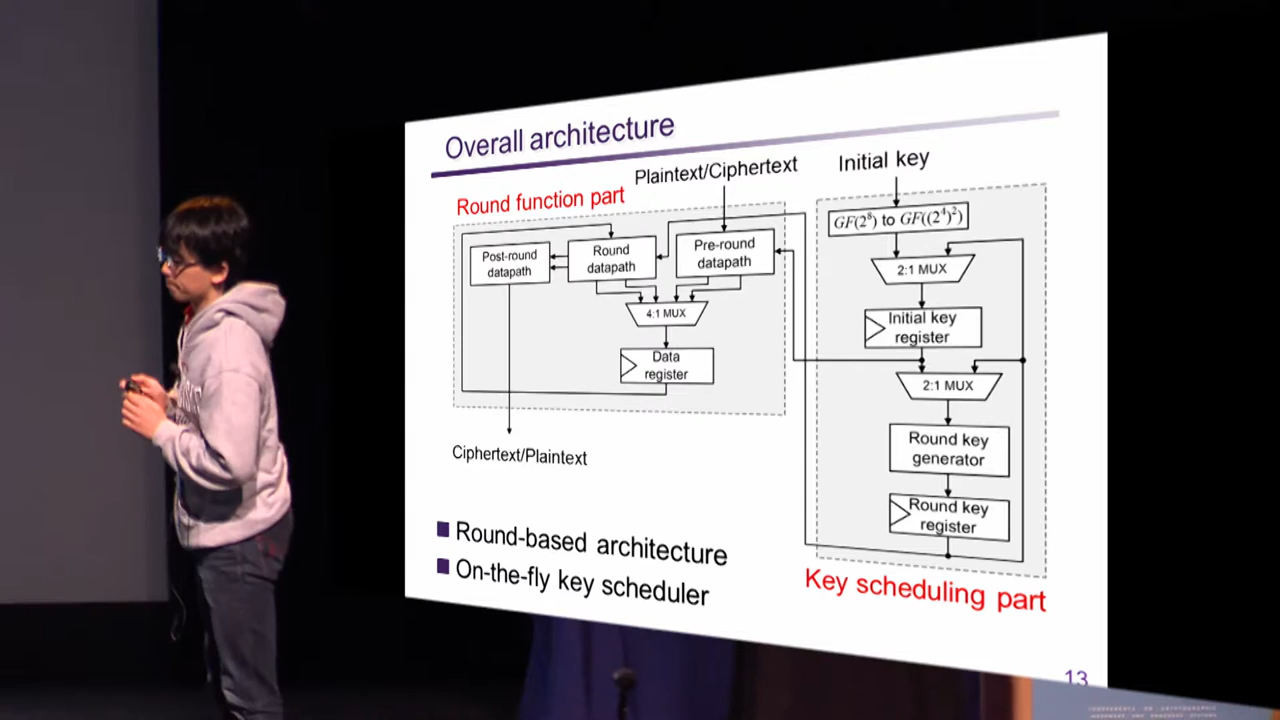 Overall architecture
Plaintext/Ciphertext
Initial key
Round function part
GF(2⁸) to GF((2⁴)²)
Post-round
datapath
Round
datapath
Pre-round
datapath
2:1 MUX
4:1 MUX
Initial key
register
Data
register
2:1 MUX
Round key
generator
Ciphertext/Plaintext
Round key
register
■ Round-based architecture
■ On-the-fly key scheduler
Key scheduling part
13